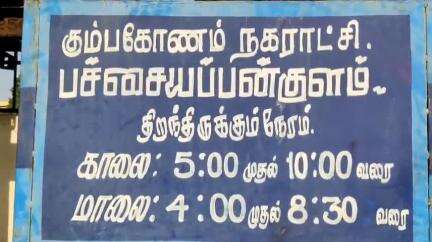 கும்பகோணம் நகராட்சி.
பச்சையப்பன்குளம்.
திறந்திருக்கும்நேரம்.
காலை: 5:00 முதல் 10:00 வரை
மாலை: 4:00 முதல் 8:30 வரை